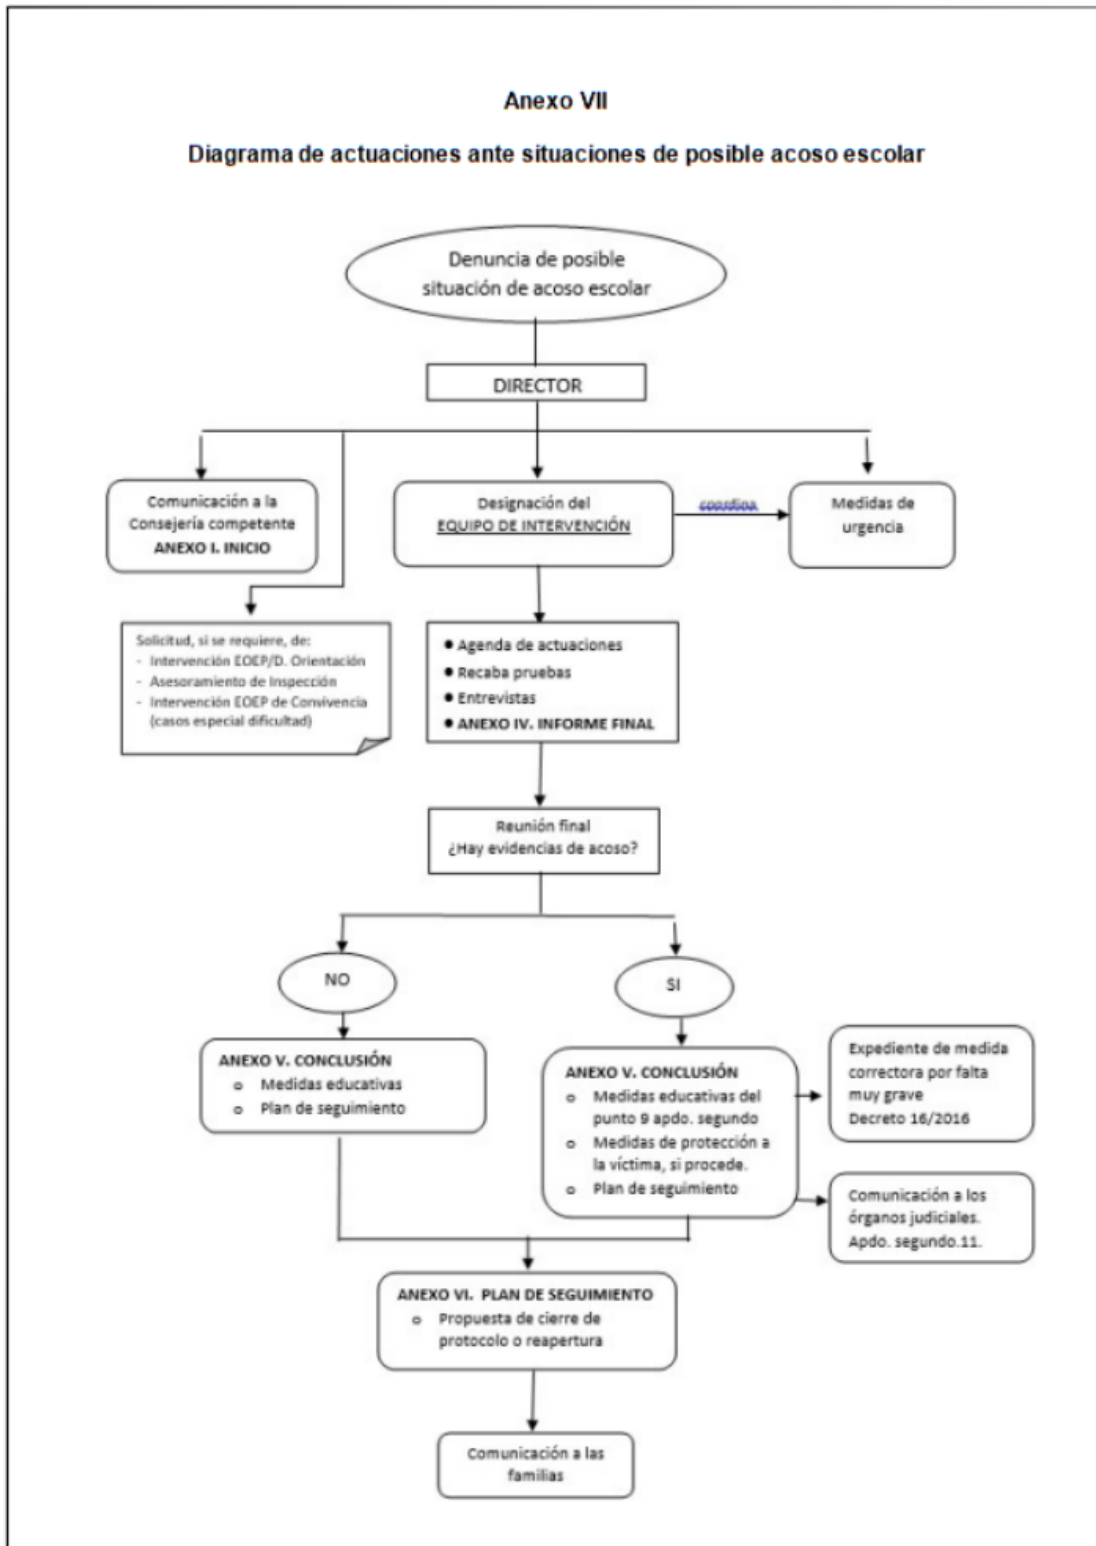 Anexo VII
Diagrama de actuaciones ante situaciones de posible acoso escolar
Denuncia de posible
situación de acoso escolar
DIRECTOR
Comunicación a la
Consejería competente
ANEXO I. INICIO
Designación del
EQUIPO DE INTERVENCIÓN
coordina
Medidas de
urgencia
Solicitud, si se requiere, de:
- Intervención EOEP/D. Orientación
- Asesoramiento de Inspección
- Intervención EOEP de Convivencia
(casos especial dificultad)
● Agenda de actuaciones
● Recaba pruebas
● Entrevistas
● ANEXO IV. INFORME FINAL
Reunión final
¿Hay evidencias de acoso?
NO
SI
ANEXO V. CONCLUSIÓN
o Medidas educativas
o Plan de seguimiento
ANEXO V. CONCLUSIÓN
o Medidas educativas del
punto 9 apdo. segundo
o Medidas de protección a
la víctima, si procede.
o Plan de seguimiento
Expediente de medida
correctora por falta
muy grave
Decreto 16/2016
Comunicación a los
órganos judiciales.
Apdo. segundo.11.
ANEXO VI. PLAN DE SEGUIMIENTO
o Propuesta de cierre de
protocolo o reapertura
Comunicación a las
familias